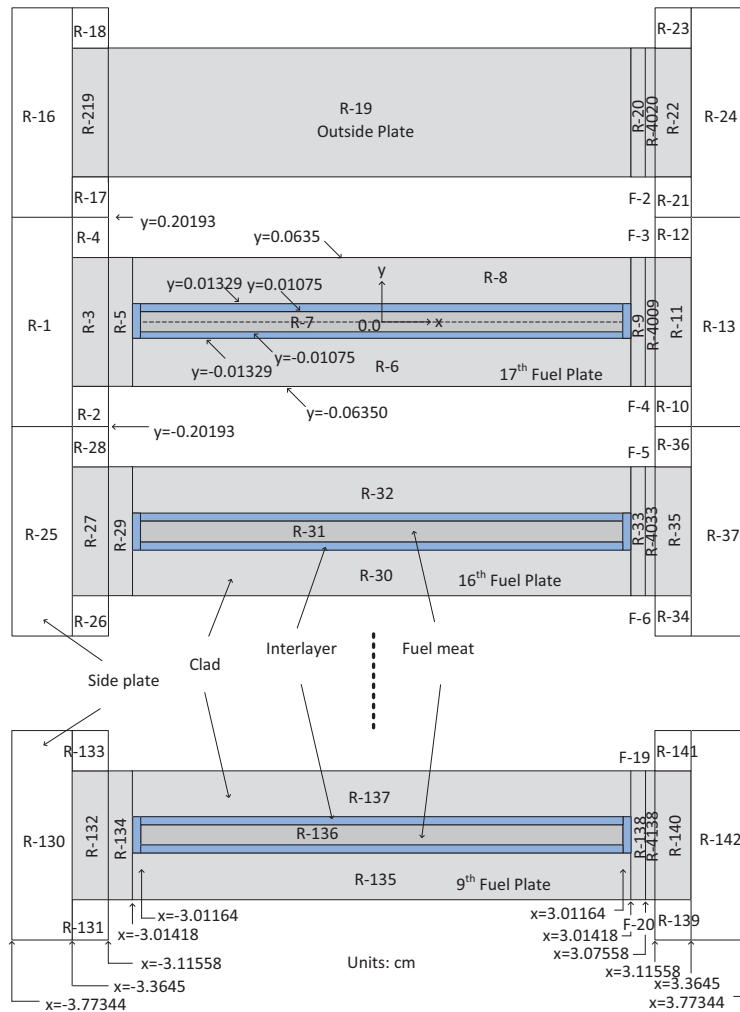 R-18
R-23
R-16
R-219
R-19
Outside Plate
R-20
R-4020
R-22
R-24
R-17
F-2
R-21
y=0.20193
R-4
F-3
R-12
y=0.0635
y
R-8
y=0.01329
y=0.01075
R-1
R-3
R-5
R-7
0.0
x
R-9
R-4009
R-11
R-13
y=-0.01075
y=-0.01329
R-6
17th Fuel Plate
y=-0.06350
R-2
F-4
R-10
y=-0.20193
R-28
F-5
R-36
R-32
R-25
R-27
R-29
R-31
R-33
R-4033
R-35
R-37
R-30
16th Fuel Plate
R-26
F-6
R-34
Side plate
Clad
Interlayer
Fuel meat
R-133
F-19
R-141
R-137
R-130
R-132
R-134
R-136
R-138
R-4138
R-140
R-142
R-135
9th Fuel Plate
R-131
x=-3.01164
x=3.01164
F-20
R-139
x=-3.01418
x=3.01418
x=-3.11558
Units: cm
x=3.07558
x=3.11558
x=-3.3645
x=3.3645
x=-3.77344
x=3.77344